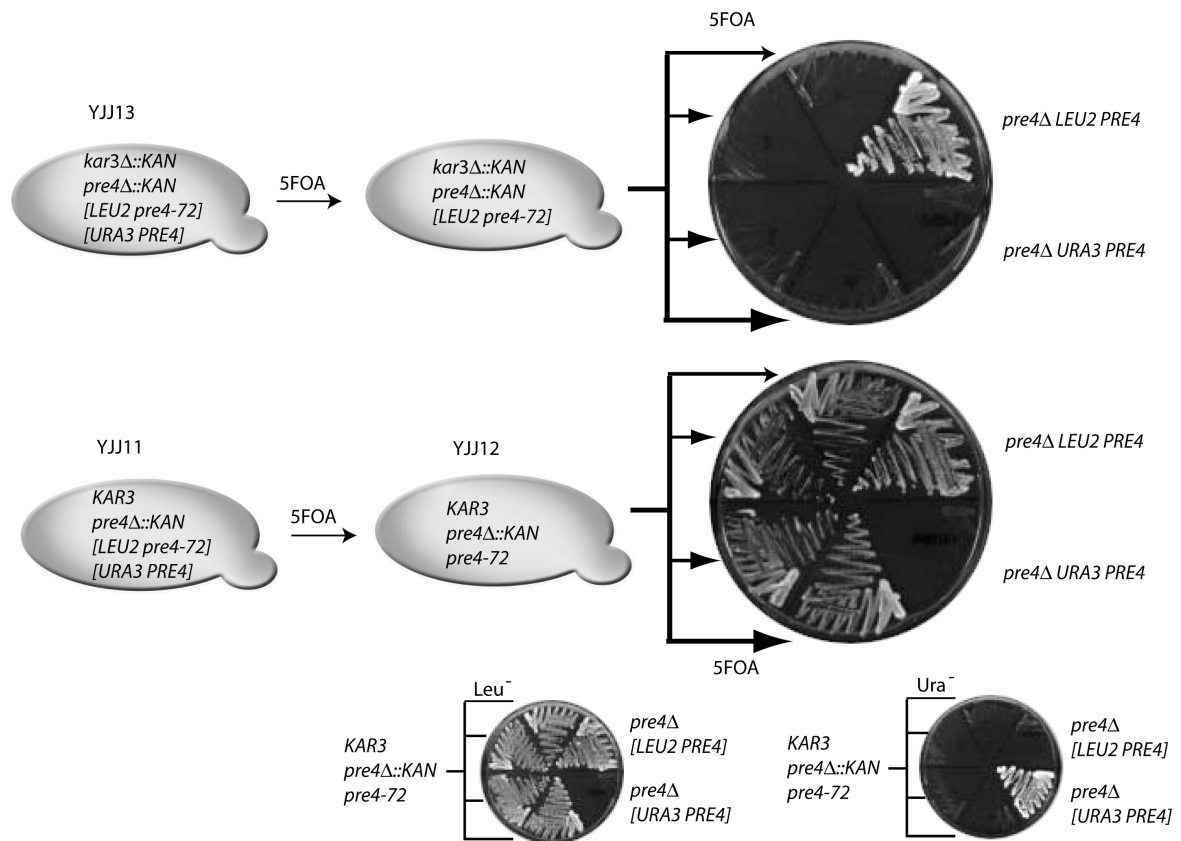 5FOA
YJJ13
kar3Δ::KAN
pre4Δ::KAN
[LEU2 pre4-72]
[URA3 PRE4]
5FOA
kar3Δ::KAN
pre4Δ::KAN
[LEU2 pre4-72]
pre4Δ LEU2 PRE4
pre4Δ URA3 PRE4
YJJ11
KAR3
pre4Δ::KAN
[LEU2 pre4-72]
[URA3 PRE4]
5FOA
YJJ12
KAR3
pre4Δ::KAN
pre4-72
pre4Δ LEU2 PRE4
pre4Δ URA3 PRE4
5FOA
Leu⁻
KAR3
pre4Δ::KAN
pre4-72
pre4Δ
[LEU2 PRE4]
pre4Δ
[URA3 PRE4]
Ura⁻
KAR3
pre4Δ::KAN
pre4-72
pre4Δ
[LEU2 PRE4]
pre4Δ
[URA3 PRE4]